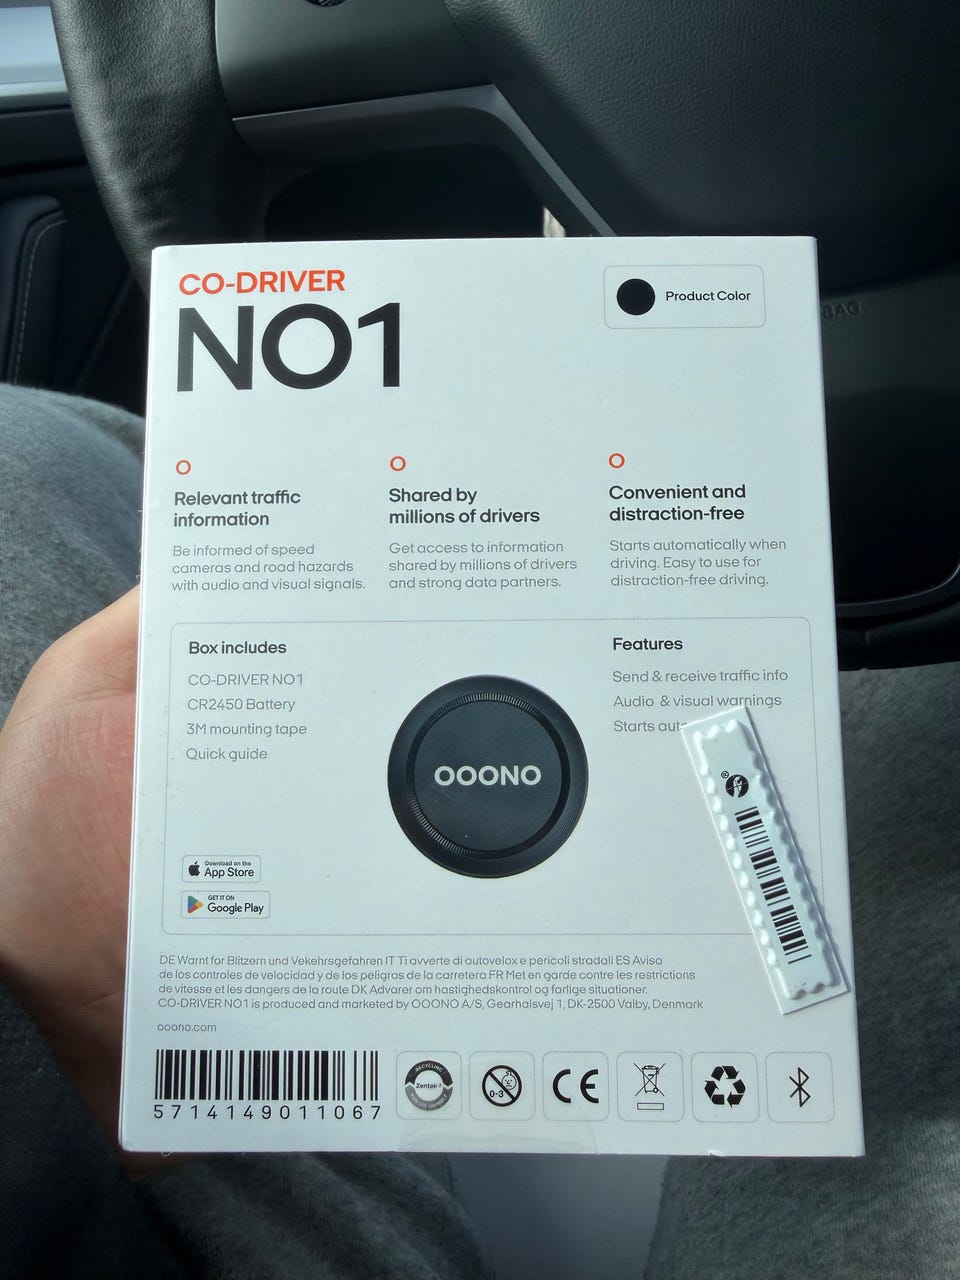 CO-DRIVER
NO1
Product Color
Relevant traffic
information
Be informed of speed
cameras and road hazards
with audio and visual signals.
Shared by
millions of drivers
Get access to information
shared by millions of drivers
and strong data partners.
Convenient and
distraction-free
Starts automatically when
driving. Easy to use for
distraction-free driving.
Box includes
CO-DRIVER NO1
CR2450 Battery
3M mounting tape
Quick guide
OOONO
Features
Send & receive traffic info
Audio & visual warnings
Starts aut
®
Download on the
App Store
GET IT ON
Google Play
DE Warnt for Blitzern und Vekehrsgefahren IT Ti avverte di autovelox e pericoli stradali ES Avisa
de los controles de velocidad y de los peligros de la carretera FR Met en garde contre les restrictions
de vitesse et les dangers de la route DK Advarer om hastighedskontrol og farlige situationer.
CO-DRIVER NO1 is produced and marketed by OOONO A/S, Gearhalsvej 1, DK-2500 Valby, Denmark
ooono.com
5714149011067
RECYCLING
Zentek
0-3
CE
BAG